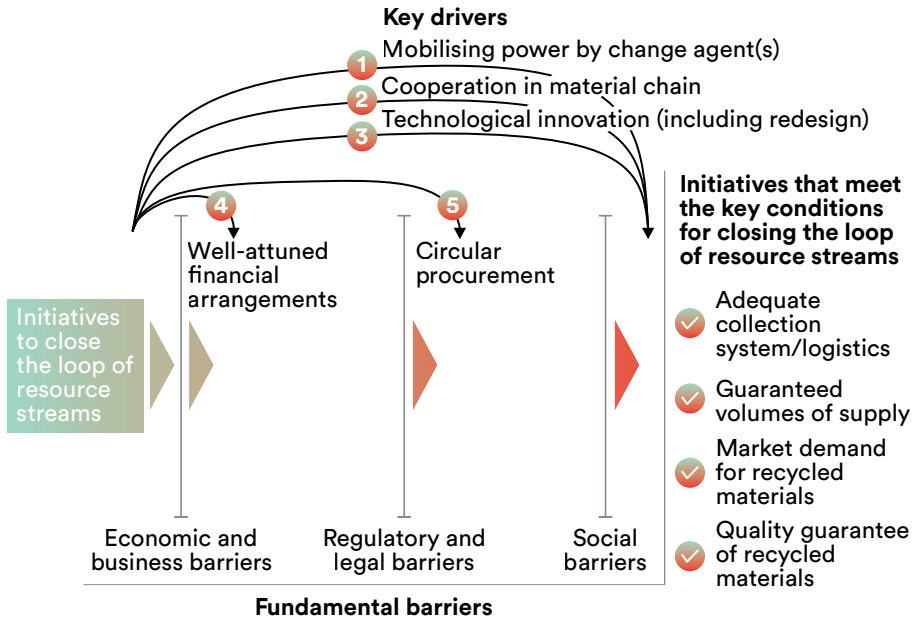 Key drivers
1 Mobilising power by change agent(s)
2 Cooperation in material chain
3 Technological innovation (including redesign)
4
5
Well-attuned
financial
arrangements
Circular
procurement
Initiatives
to close
the loop of
resource
streams
Economic and
business barriers
Regulatory and
legal barriers
Social
barriers
Fundamental barriers
Initiatives that meet
the key conditions
for closing the loop
of resource streams
Adequate
collection
system/logistics
Guaranteed
volumes of supply
Market demand
for recycled
materials
Quality guarantee
of recycled
materials